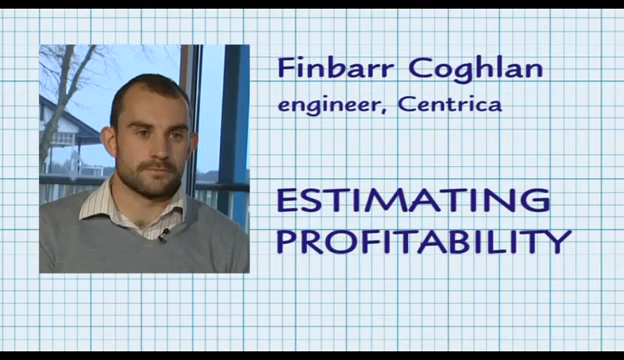 Finbarr Coghlan
engineer, Centrica
ESTIMATING
PROFITABILITY